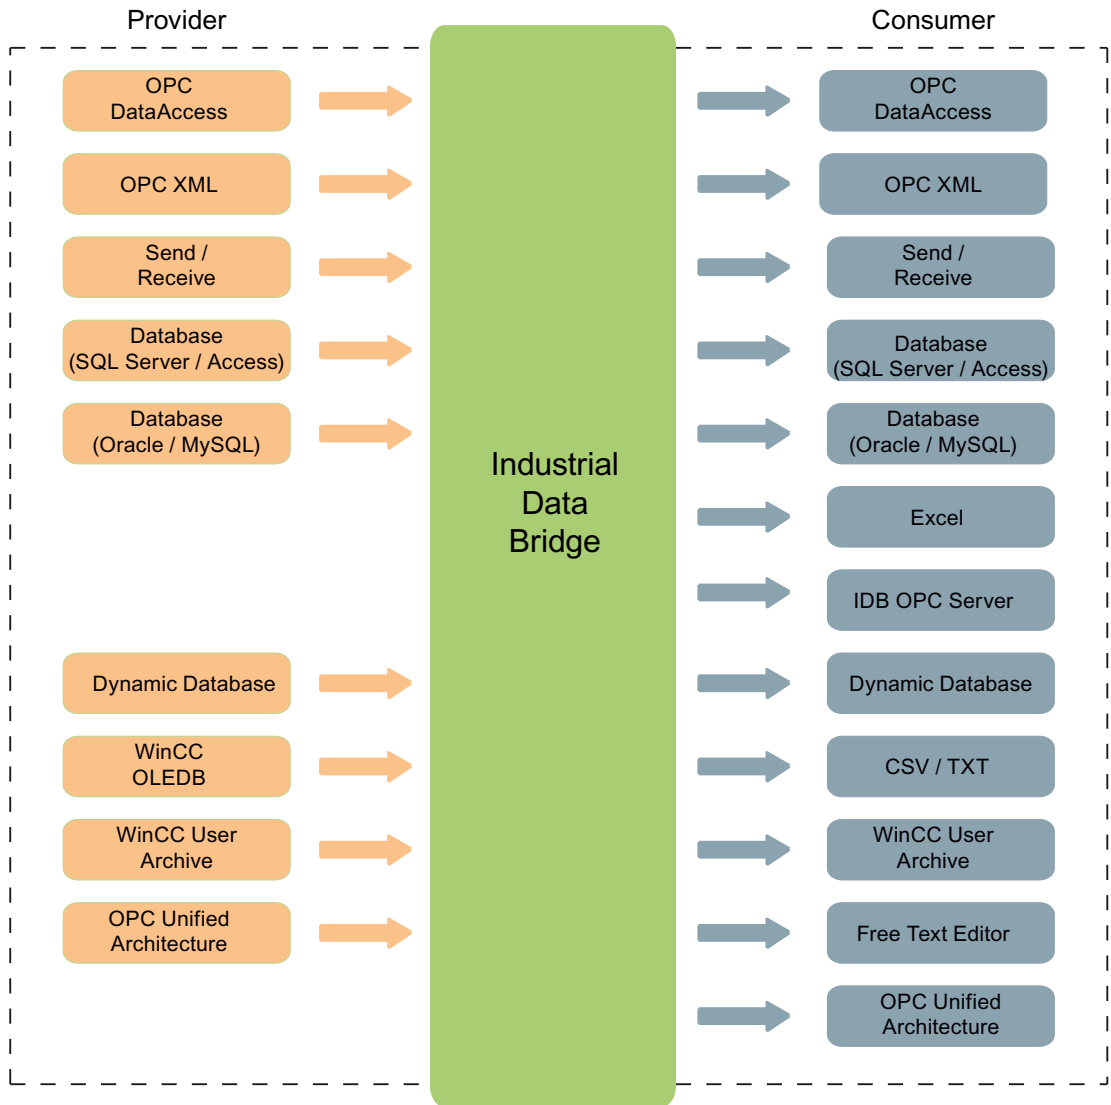 Provider
Consumer
OPC
DataAccess
OPC XML
Send /
Receive
Database
(SQL Server / Access)
Database
(Oracle / MySQL)
Dynamic Database
WinCC
OLEDB
WinCC User
Archive
OPC Unified
Architecture
Industrial
Data
Bridge
OPC
DataAccess
OPC XML
Send /
Receive
Database
(SQL Server / Access)
Database
(Oracle / MySQL)
Excel
IDB OPC Server
Dynamic Database
CSV / TXT
WinCC User
Archive
Free Text Editor
OPC Unified
Architecture